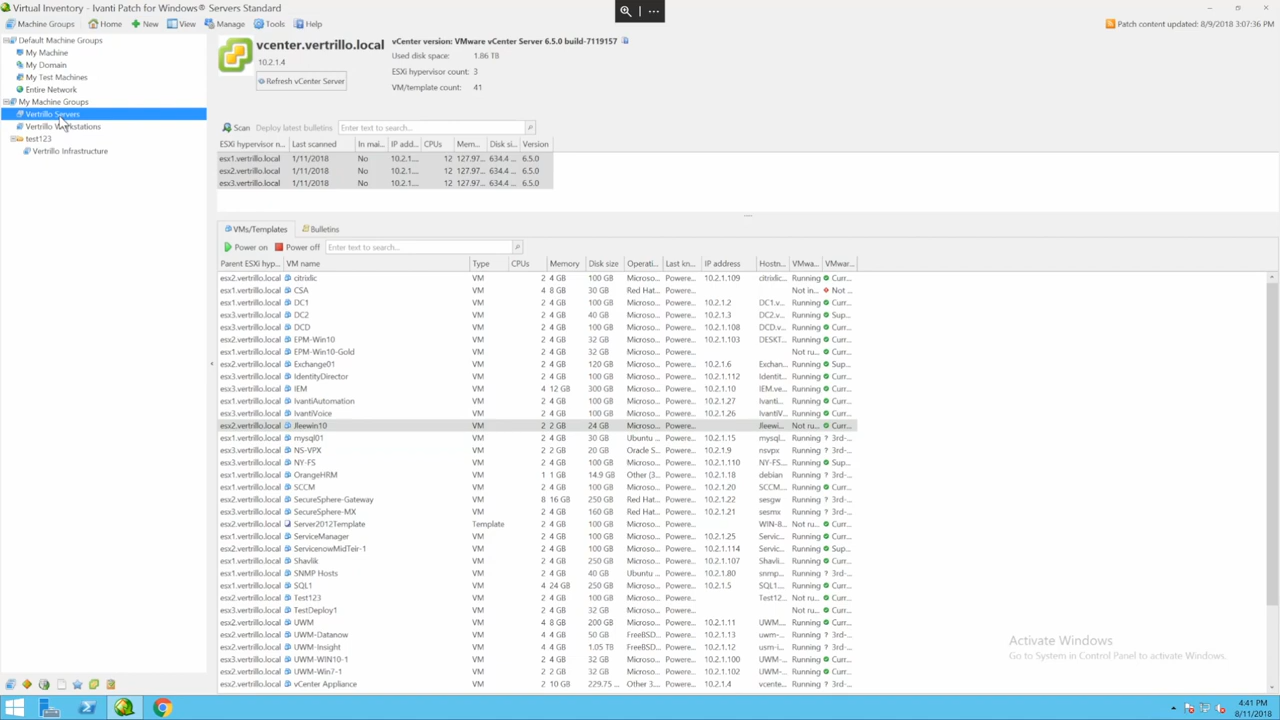 Virtual Inventory - Ivanti Patch for Windows® Servers Standard
Machine Groups Home New View Manage Tools Help
Patch content updated: 8/9/2018 3:07:36 PM
Default Machine Groups
My Machine
My Domain
My Test Machines
Entire Network
My Machine Groups
Vertrillo Servers
Vertrillo Workstations
test123
Vertrillo Infrastructure
vcenter.vertrillo.local
10.2.1.4
Refresh vCenter Server
vCenter version: VMware vCenter Server 6.5.0 build-7119157
Used disk space: 1.86 TB
ESXi hypervisor count: 3
VM/template count: 41
Scan Deploy latest bulletins Enter text to search...
ESXi hypervisor n... Last scanned In mai... IP add... CPUs Mem... Disk si... Version
esx1.vertrillo.local 1/11/2018 No 10.2.1.... 12 127.97... 634.4 ... 6.5.0
esx2.vertrillo.local 1/11/2018 No 10.2.1.... 12 127.97... 634.4 ... 6.5.0
esx3.vertrillo.local 1/11/2018 No 10.2.1.... 12 127.97... 634.4 ... 6.5.0
VMs/Templates Bulletins
Power on Power off Enter text to search...
Parent ESXi hyp... VM name Type CPUs Memory Disk size Operati... Last kn... IP address Hostn... VMwa... VMwar...
esx2.vertrillo.local citrixlic VM 2 4 GB 100 GB Microso... Powere... 10.2.1.109 citrixlic... Running Curr...
esx1.vertrillo.local CSA VM 4 8 GB 30 GB Red Hat... Powere... Not in... Not ...
esx1.vertrillo.local DC1 VM 2 4 GB 100 GB Microso... Powere... 10.2.1.2 DC1.v... Running Curr...
esx3.vertrillo.local DC2 VM 2 4 GB 40 GB Microso... Powere... 10.2.1.3 DC2.v... Running Sup...
esx3.vertrillo.local DCD VM 2 4 GB 100 GB Microso... Powere... 10.2.1.108 DCD.v... Running Curr...
esx2.vertrillo.local EPM-Win10 VM 2 4 GB 32 GB Microso... Powere... 10.2.1.103 DESKT... Running Curr...
esx1.vertrillo.local EPM-Win10-Gold VM 2 4 GB 32 GB Microso... Powere... Not ru... Curr...
esx2.vertrillo.local Exchange01 VM 2 4 GB 120 GB Microso... Powere... 10.2.1.6 Exchan... Running Sup...
esx3.vertrillo.local IdentityDirector VM 2 4 GB 100 GB Microso... Powere... 10.2.1.112 Identit... Running Curr...
esx3.vertrillo.local IEM VM 4 12 GB 300 GB Microso... Powere... 10.2.1.10 IEM.ve... Running Curr...
esx1.vertrillo.local IvantiAutomation VM 2 4 GB 100 GB Microso... Powere... 10.2.1.27 Ivanti... Running Curr...
esx3.vertrillo.local IvantiVoice VM 2 4 GB 100 GB Microso... Powere... 10.2.1.26 IvantiV... Running Curr...
esx2.vertrillo.local Jleewin10 VM 2 2 GB 24 GB Microso... Powere... Jleewi... Not ru... Curr...
esx2.vertrillo.local mysql01 VM 2 4 GB 30 GB Ubuntu ... Powere... 10.2.1.15 mysql... Running ? 3rd-...
esx3.vertrillo.local NS-VPX VM 2 2 GB 20 GB Oracle S... Powere... 10.2.1.9 nsvpx Running ? 3rd-...
esx3.vertrillo.local NY-FS VM 2 4 GB 100 GB Microso... Powere... 10.2.1.110 NY-FS... Running Sup...
esx1.vertrillo.local OrangeHRM VM 1 1 GB 14.9 GB Other (3... Powere... 10.2.1.18 debian Running ? 3rd-...
esx1.vertrillo.local SCCM VM 2 4 GB 100 GB Microso... Powere... 10.2.1.20 SCCM.... Running Curr...
esx2.vertrillo.local SecureSphere-Gateway VM 8 16 GB 250 GB Red Hat... Powere... 10.2.1.22 sesgw Running ? 3rd-...
esx3.vertrillo.local SecureSphere-MX VM 2 4 GB 160 GB Red Hat... Powere... 10.2.1.21 sesmx Running ? 3rd-...
esx2.vertrillo.local Server2012Template Template 2 4 GB 100 GB Microso... Powere... WIN-8... Not ru... Curr...
esx1.vertrillo.local ServiceManager VM 2 4 GB 100 GB Microso... Powere... 10.2.1.25 Servic... Running Curr...
esx2.vertrillo.local ServicenowMidTeir-1 VM 2 4 GB 100 GB Microso... Powere... 10.2.1.114 Servic... Running Sup...
esx1.vertrillo.local Shavlik VM 2 4 GB 100 GB Microso... Powere... 10.2.1.107 Shavli... Running Curr...
esx1.vertrillo.local SNMP Hosts VM 2 4 GB 40 GB Ubuntu ... Powere... 10.2.1.80 snmp... Running ? 3rd-...
esx1.vertrillo.local SQL1 VM 4 24 GB 250 GB Microso... Powere... 10.2.1.5 SQL1.... Running Curr...
esx2.vertrillo.local Test123 VM 2 4 GB 100 GB Microso... Powere... Test12... Not ru... Curr...
esx3.vertrillo.local TestDeploy1 VM 2 4 GB 32 GB Microso... Powere... Not ru... Curr...
esx2.vertrillo.local UWM VM 4 8 GB 200 GB Microso... Powere... 10.2.1.11 UWM... Running Curr...
esx2.vertrillo.local UWM-Datanow VM 4 4 GB 50 GB FreeBSD... Powere... 10.2.1.13 uwm-... Running ? 3rd-...
esx2.vertrillo.local UWM-Insight VM 4 8 GB 1.05 TB FreeBSD... Powere... 10.2.1.12 uwm-... Running ? 3rd-...
esx3.vertrillo.local UWM-WIN10-1 VM 2 4 GB 32 GB Microso... Powere... 10.2.1.100 UWM-... Running Curr...
esx2.vertrillo.local UWM-Win7-1 VM 2 4 GB 32 GB Microso... Powere... 10.2.1.102 UWM-... Running Curr...
esx2.vertrillo.local vCenter Appliance VM 2 10 GB 229.75 ... Other 3... Powere... 10.2.1.4 vcente... Running ? 3rd-...
Activate Windows
Go to System in Control Panel to activate Windows.
4:41 PM
8/11/2018